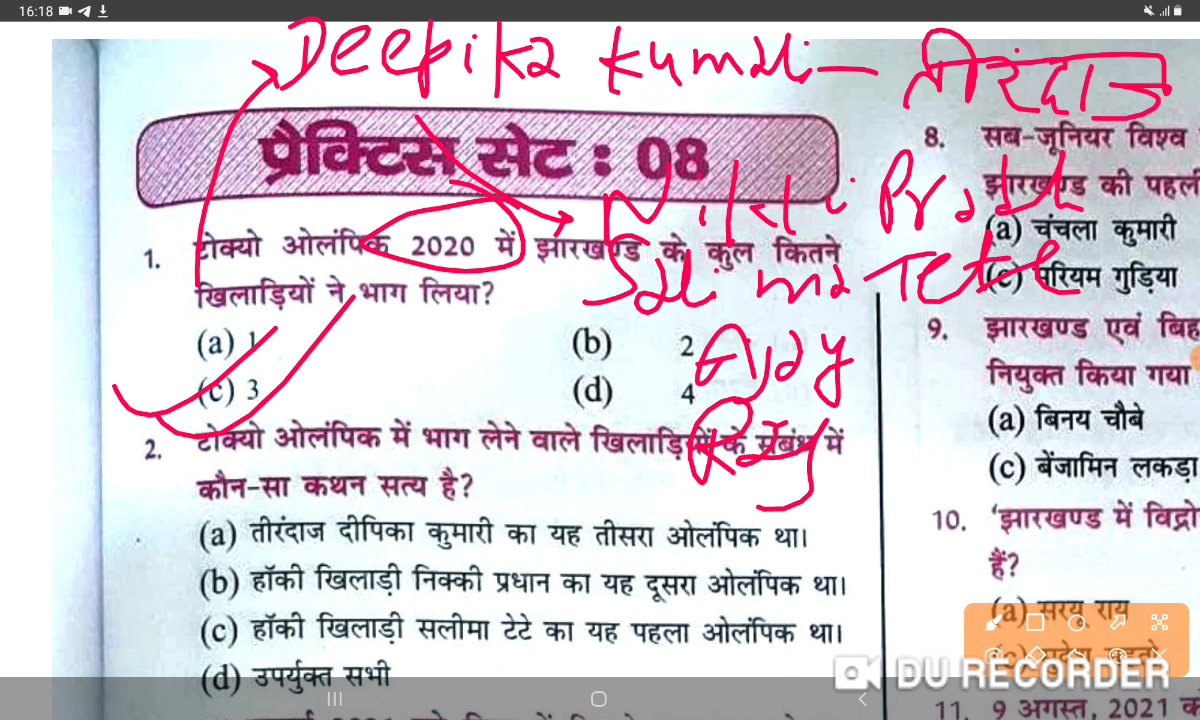 16:18
Deepika Kumari — तीरंदाज
प्रैक्टिस सेट : 08
Nikki Pradh
Salima Tete
Ajay
Ray
1. टोक्यो ओलंपिक 2020 में झारखण्ड के कुल कितने
खिलाड़ियों ने भाग लिया?
(a) 1 (b) 2
(c) 3 (d) 4
2. टोक्यो ओलंपिक में भाग लेने वाले खिलाड़ियों के संबंध में
कौन-सा कथन सत्य है?
(a) तीरंदाज दीपिका कुमारी का यह तीसरा ओलंपिक था।
(b) हॉकी खिलाड़ी निक्की प्रधान का यह दूसरा ओलंपिक था।
(c) हॉकी खिलाड़ी सलीमा टेटे का यह पहला ओलंपिक था।
(d) उपर्युक्त सभी
8. सब-जूनियर विश्व
झारखण्ड की पहली
(a) चंचला कुमारी
(c) मरियम गुड़िया
9. झारखण्ड एवं बिह
नियुक्त किया गया
(a) बिनय चौबे
(c) बेंजामिन लकड़ा
10. 'झारखण्ड में विद्रो
हैं?
(a) सरयू राय
(c)
11. 9 अगस्त, 2021 क
DU RECORDER